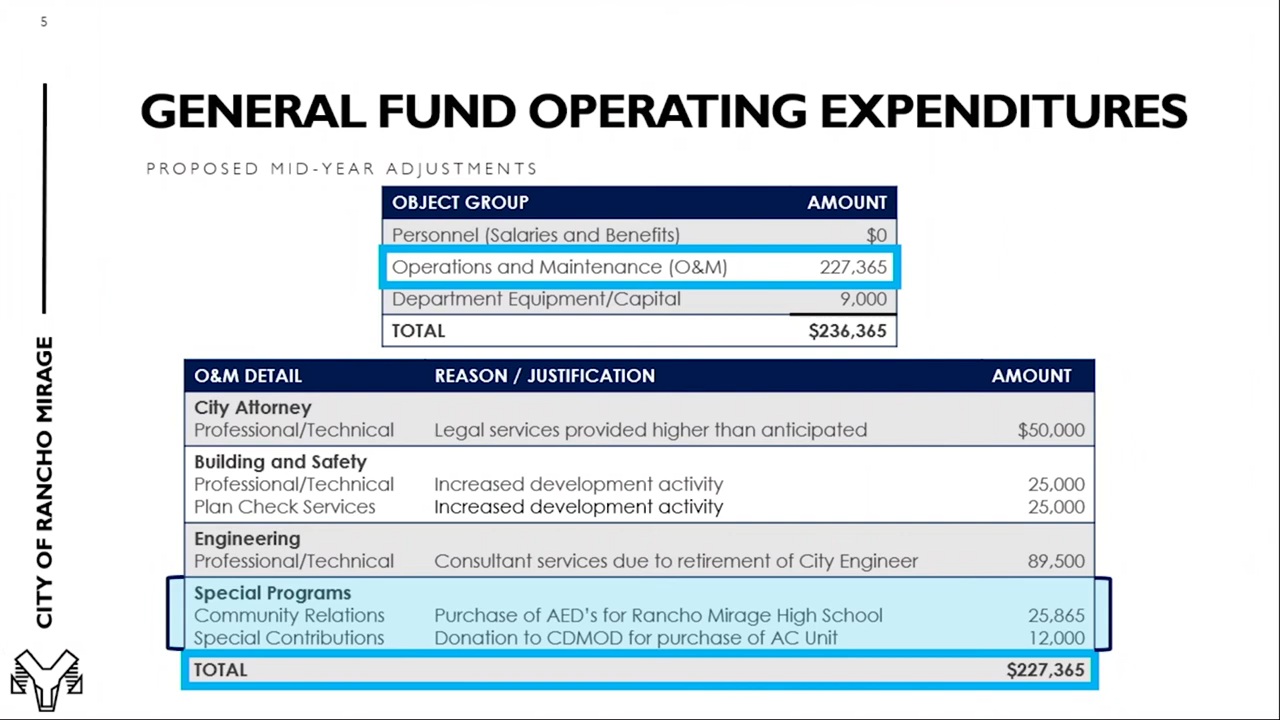 5
GENERAL FUND OPERATING EXPENDITURES
PROPOSED MID-YEAR ADJUSTMENTS
OBJECT GROUP AMOUNT
Personnel (Salaries and Benefits) $0
Operations and Maintenance (O&M) 227,365
Department Equipment/Capital 9,000
TOTAL $236,365
O&M DETAIL REASON / JUSTIFICATION AMOUNT
City Attorney
Professional/Technical Legal services provided higher than anticipated $50,000
Building and Safety
Professional/Technical Increased development activity 25,000
Plan Check Services Increased development activity 25,000
Engineering
Professional/Technical Consultant services due to retirement of City Engineer 89,500
Special Programs
Community Relations Purchase of AED's for Rancho Mirage High School 25,865
Special Contributions Donation to CDMOD for purchase of AC Unit 12,000
TOTAL $227,365
CITY OF RANCHO MIRAGE